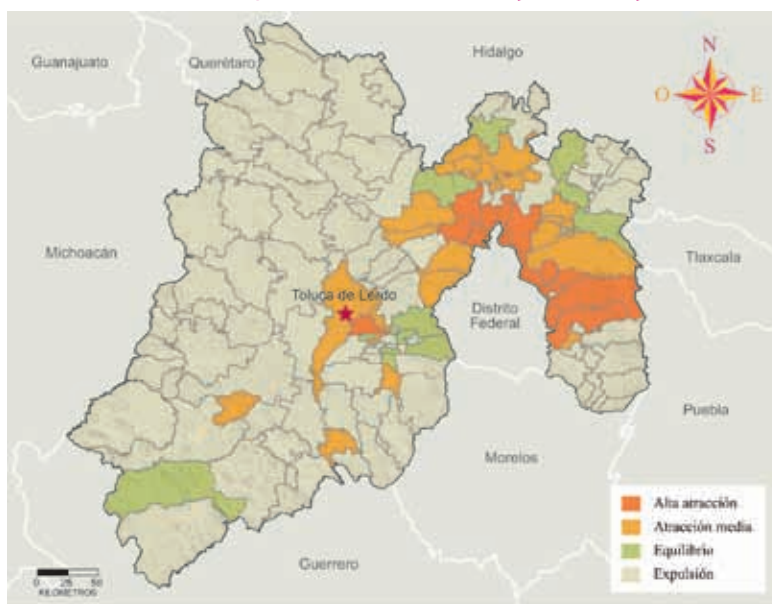 Hidalgo
Guanajuato
Querétaro
N
O
E
S
Michoacán
Tlaxcala
Toluca de Lerdo
Distrito
Federal
Puebla
Morelos
Guerrero
Alta atracción
Atracción media
Equilibrio
Expulsión
0 25 50
KILÓMETROS